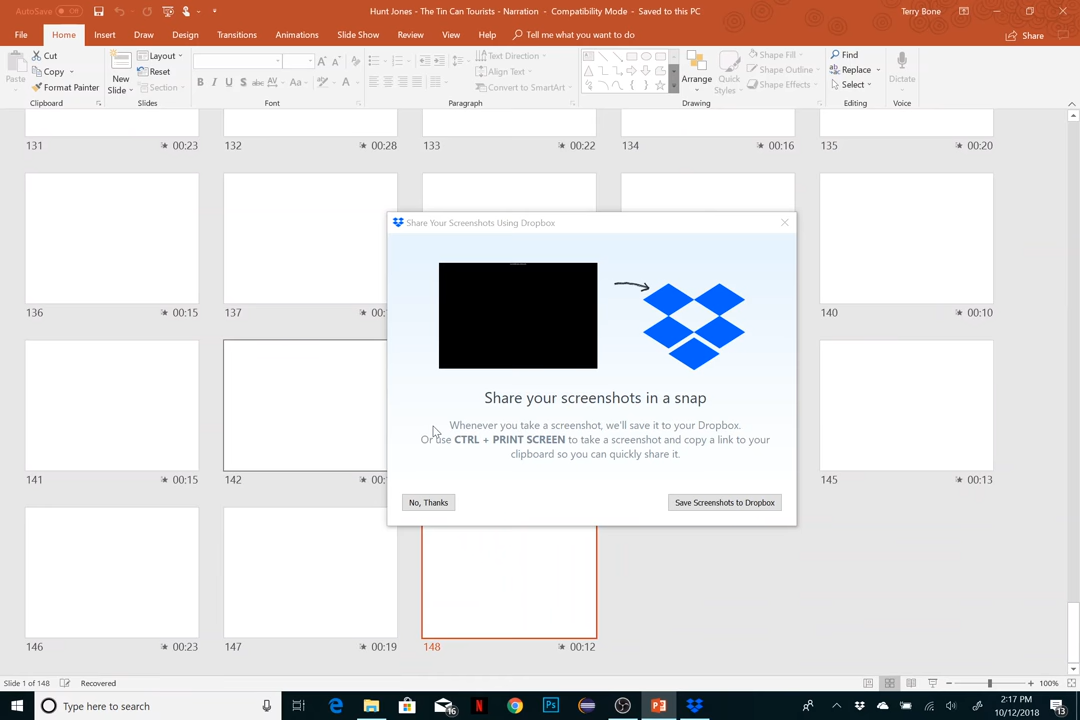 AutoSave Off
Hunt Jones - The Tin Can Tourists - Narration - Compatibility Mode - Saved to this PC
Terry Bone
File Home Insert Draw Design Transitions Animations Slide Show Review View Help Tell me what you want to do Share
Paste
Cut
Copy
Format Painter
Clipboard
New Slide
Layout
Reset
Section
Slides
B I U S abc AV Aa A
Font
Text Direction
Align Text
Convert to SmartArt
Paragraph
Arrange
Quick Styles
Shape Fill
Shape Outline
Shape Effects
Drawing
Find
Replace
Select
Editing
Dictate
Voice
131 00:23 132 00:28 133 00:22 134 00:16 135 00:20
136 00:15 137 140 00:10
141 00:15 142 145 00:13
146 00:23 147 00:19 148 00:12
Share Your Screenshots Using Dropbox
Share your screenshots in a snap
Whenever you take a screenshot, we'll save it to your Dropbox.
Or use CTRL + PRINT SCREEN to take a screenshot and copy a link to your
clipboard so you can quickly share it.
No, Thanks
Save Screenshots to Dropbox
Slide 1 of 148 Recovered 100%
Type here to search
16
2:17 PM
10/12/2018
13